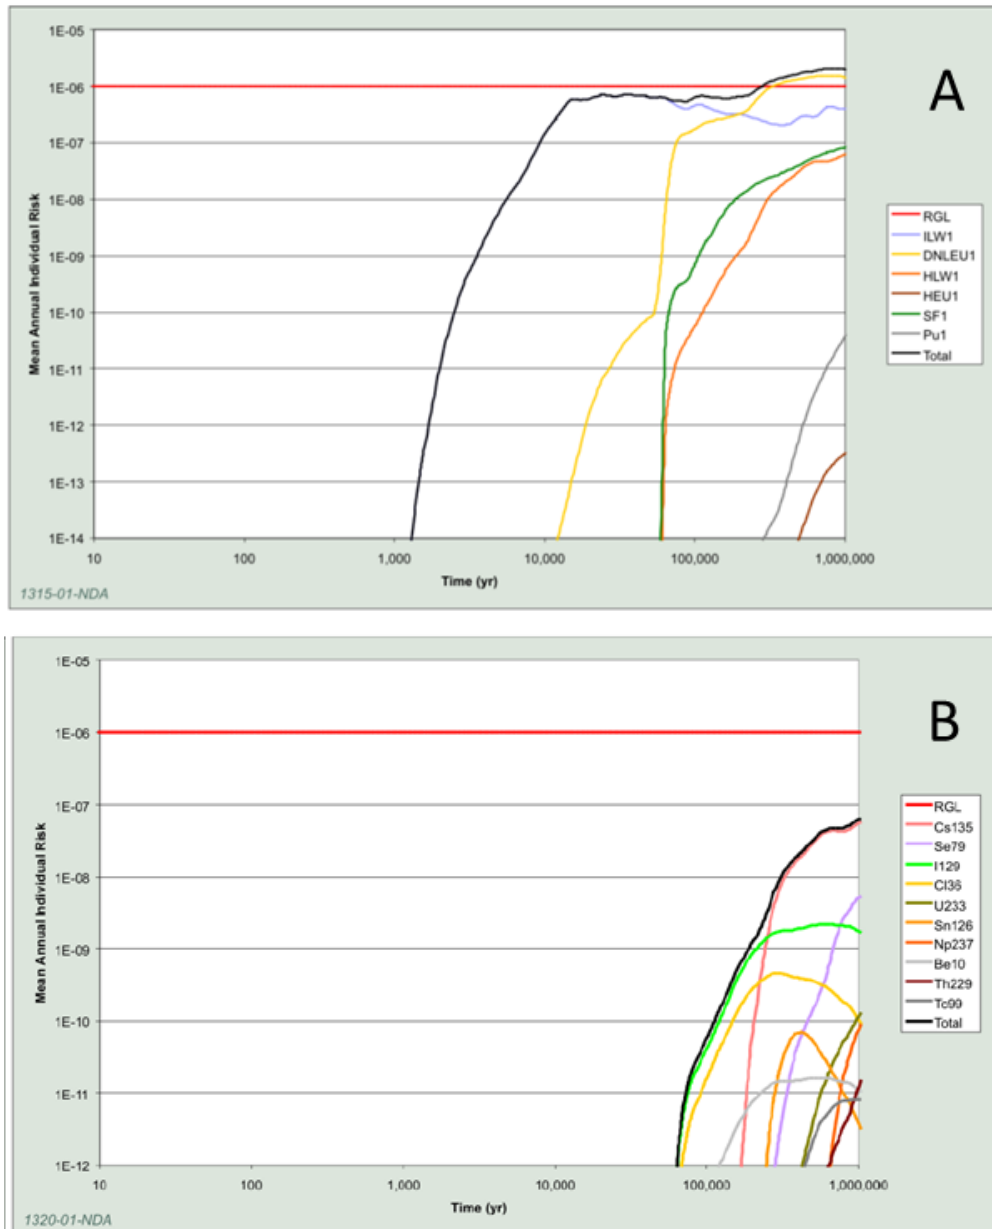 1E-05
A
1E-06
1E-07
1E-08
1E-09
1E-10
1E-11
1E-12
1E-13
1E-14
Mean Annual Individual Risk
10
100
1,000
10,000
100,000
1,000,000
Time (yr)
RGL
ILW1
DNLEU1
HLW1
HEU1
SF1
Pu1
Total
1315-01-NDA
1E-05
B
1E-06
1E-07
1E-08
1E-09
1E-10
1E-11
1E-12
Mean Annual Individual Risk
10
100
1,000
10,000
100,000
1,000,000
Time (yr)
RGL
Cs135
Se79
I129
Cl36
U233
Sn126
Np237
Be10
Th229
Tc99
Total
1320-01-NDA